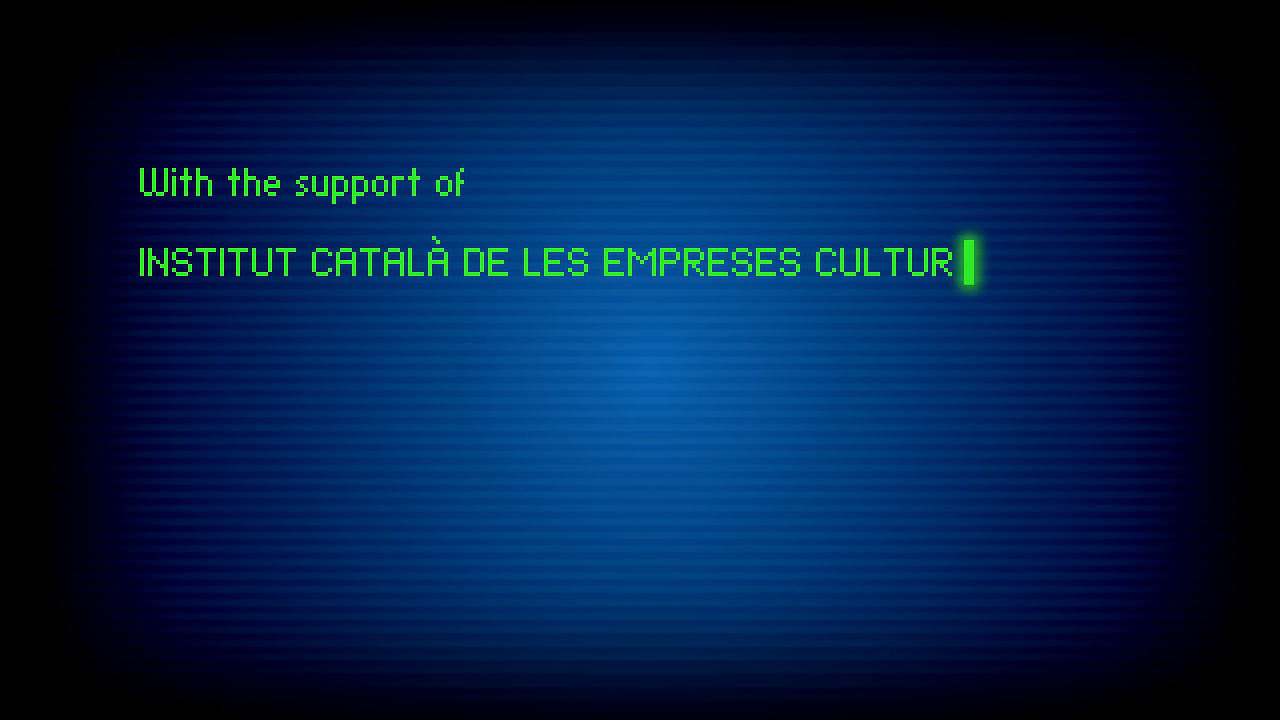 With the support of
INSTITUT CATALÀ DE LES EMPRESES CULTUR